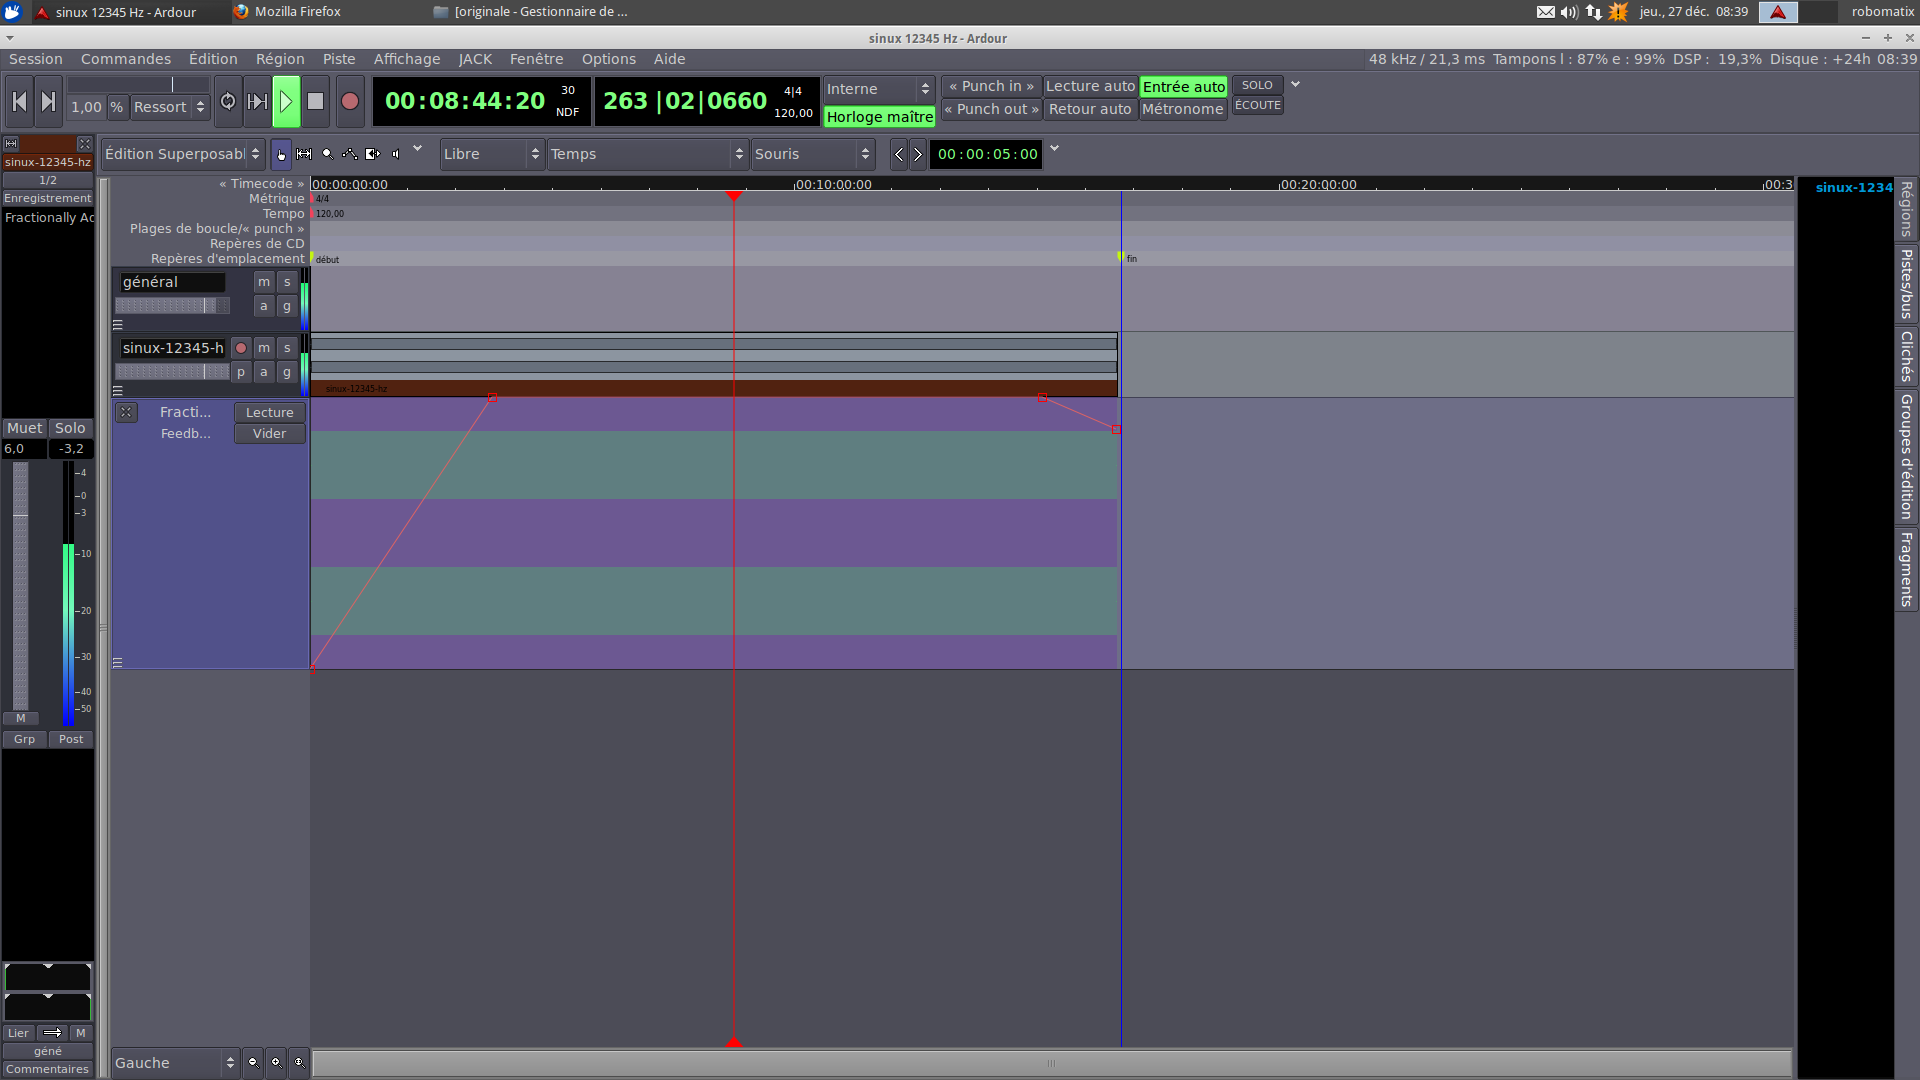 sinux 12345 Hz - Ardour
Mozilla Firefox
[originale - Gestionnaire de ...
jeu., 27 déc. 08:39
robomatix
sinux 12345 Hz - Ardour
Session Commandes Édition Région Piste Affichage JACK Fenêtre Options Aide
48 kHz / 21,3 ms Tampons l : 87% e : 99% DSP : 19,3% Disque : +24h 08:39
1,00 % Ressort
00:08:44:20 30 NDF
263 |02|0660 4|4 120,00
Interne
Horloge maître
« Punch in » Lecture auto Entrée auto
« Punch out » Retour auto Métronome
SOLO
ÉCOUTE
Édition Superposabl
Libre
Temps
Souris
00:00:05:00
sinux-12345-hz
1/2
Enregistrement
Fractionally Ac
« Timecode » 00:00:00:00 00:10:00:00 00:20:00:00 00:3
Métrique 4/4
Tempo 120,00
Plages de boucle/« punch »
Repères de CD
Repères d'emplacement début fin
général m s
a g
sinux-12345-h m s
p a g
sinux-12345-hz
Fracti... Lecture
Feedb... Vider
sinux-1234
Régions
Pistes/bus
Clichés
Groupes d'édition
Fragments
Muet Solo
6,0 -3,2
-4
-0
-3
-10
-20
-30
-40
-50
M
Grp Post
Lier M
géné
Commentaires
Gauche